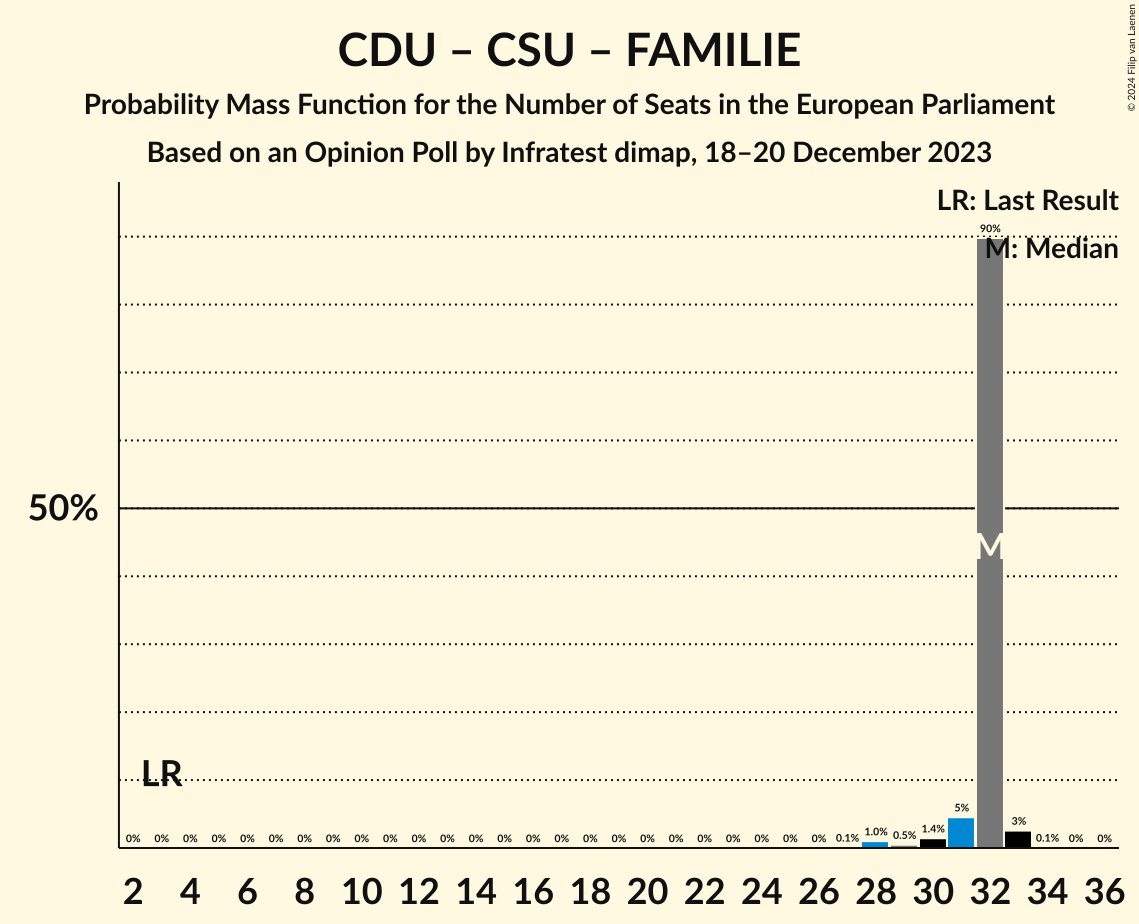 CDU – CSU – FAMILIE
Probability Mass Function for the Number of Seats in the European Parliament
Based on an Opinion Poll by Infratest dimap, 18–20 December 2023
© 2024 Filip van Laenen
LR: Last Result
M: Median
90%
50%
M
LR
0% 0% 0% 0% 0% 0% 0% 0% 0% 0% 0% 0% 0% 0% 0% 0% 0% 0% 0% 0% 0% 0% 0% 0% 0% 0.1% 1.0% 0.5% 1.4% 5% 3% 0.1% 0% 0%
2 4 6 8 10 12 14 16 18 20 22 24 26 28 30 32 34 36